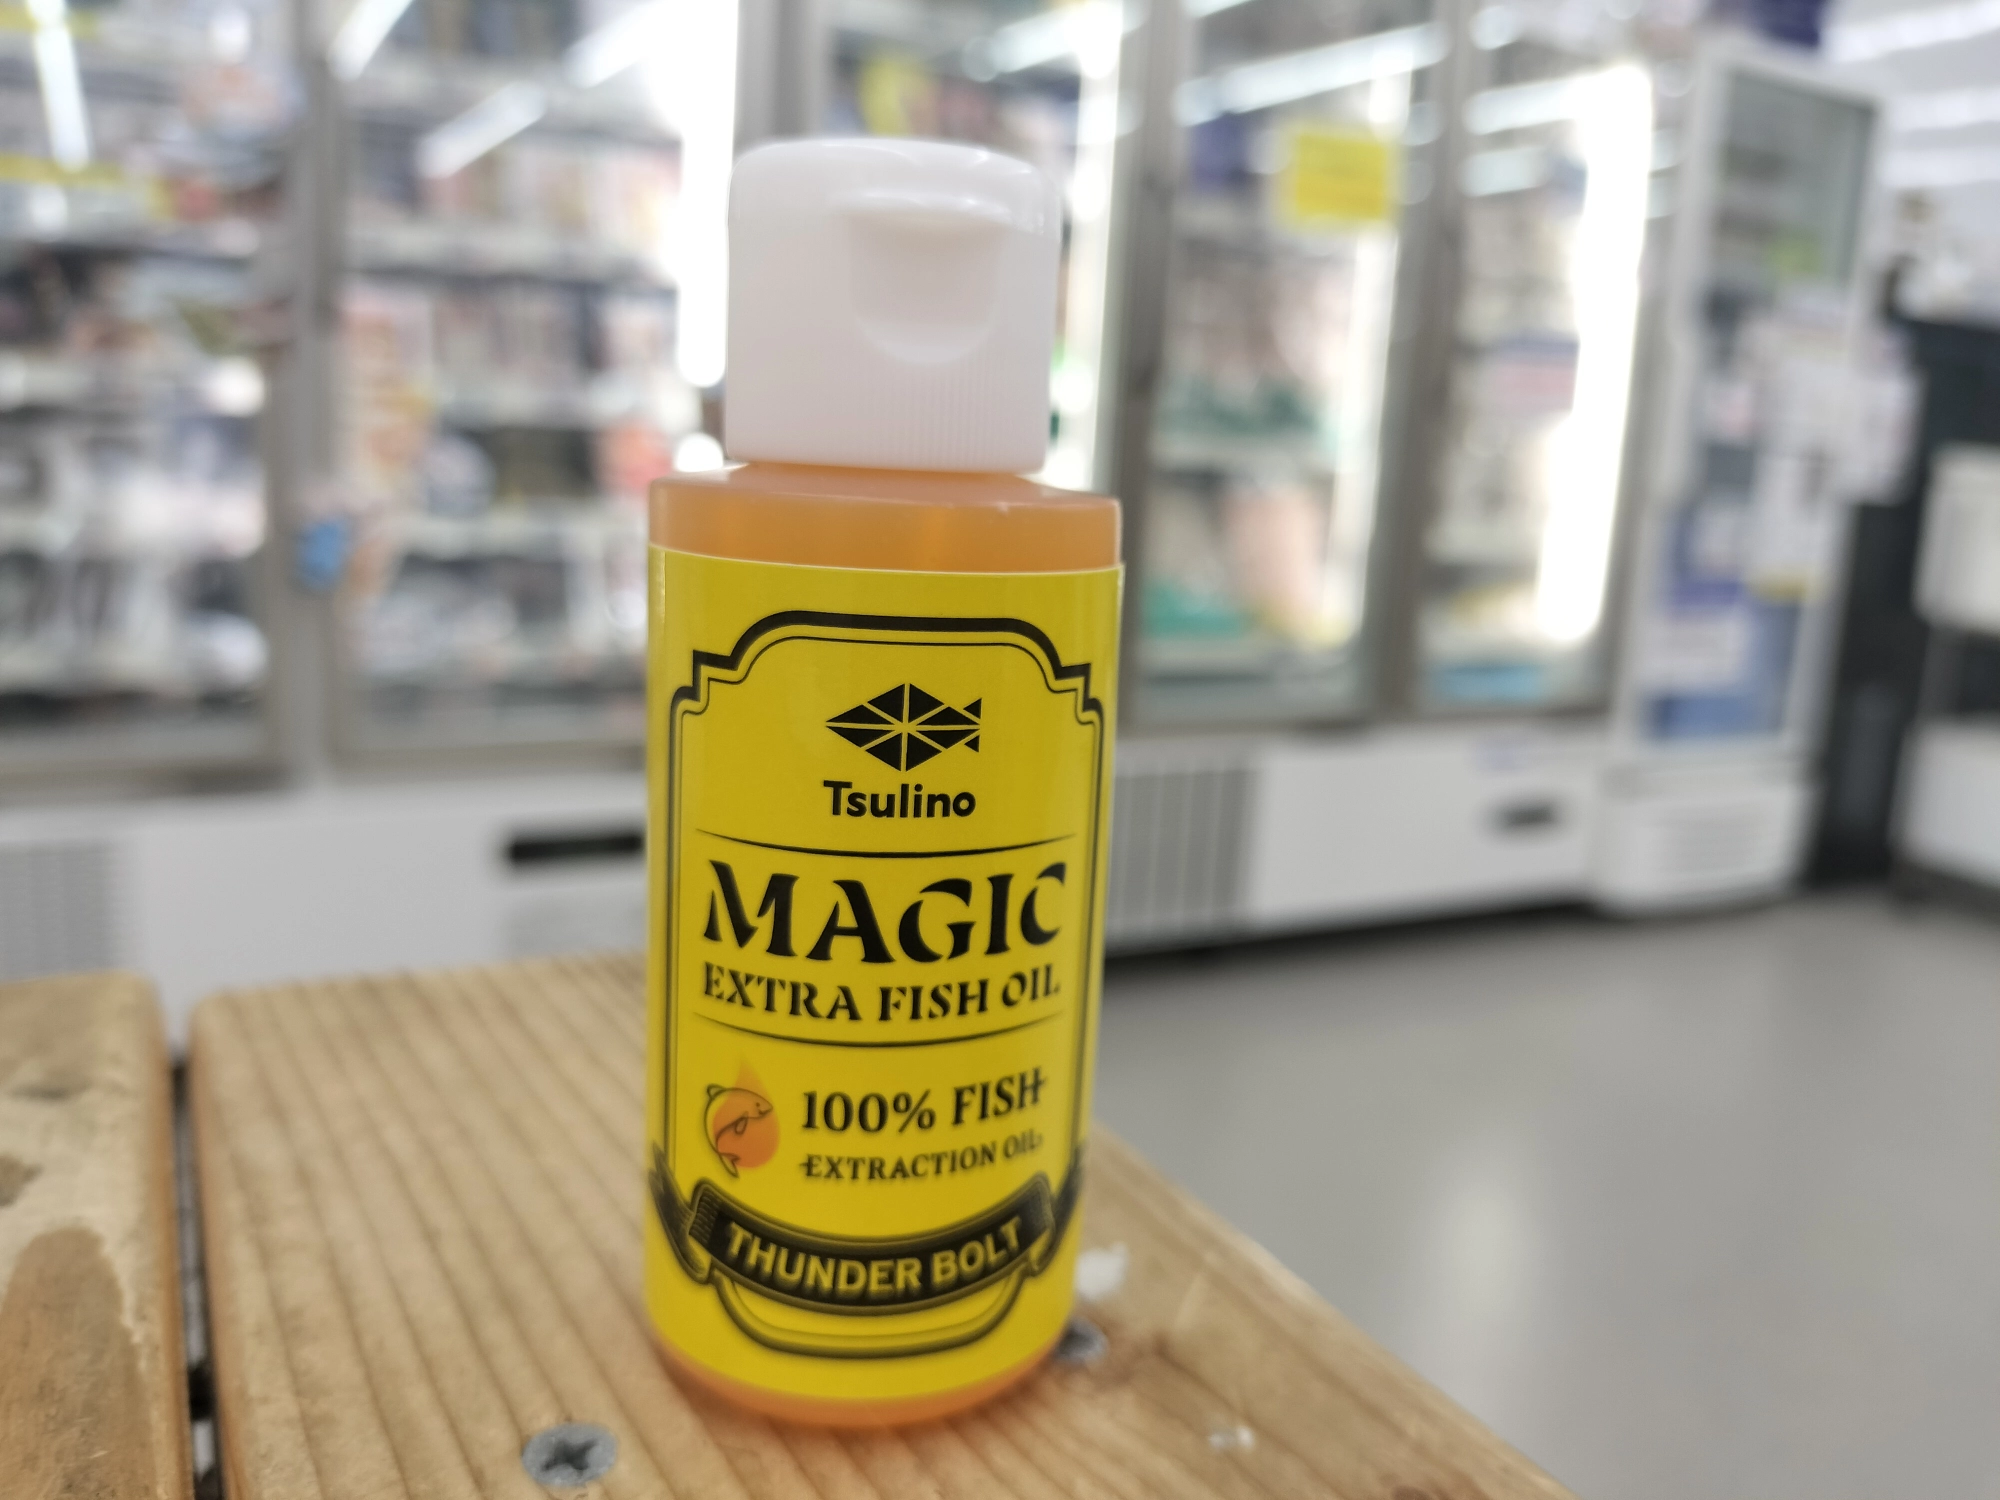 Tsulino
MAGIC
EXTRA FISH OIL
100% FISH
EXTRACTION OIL
THUNDER BOLT